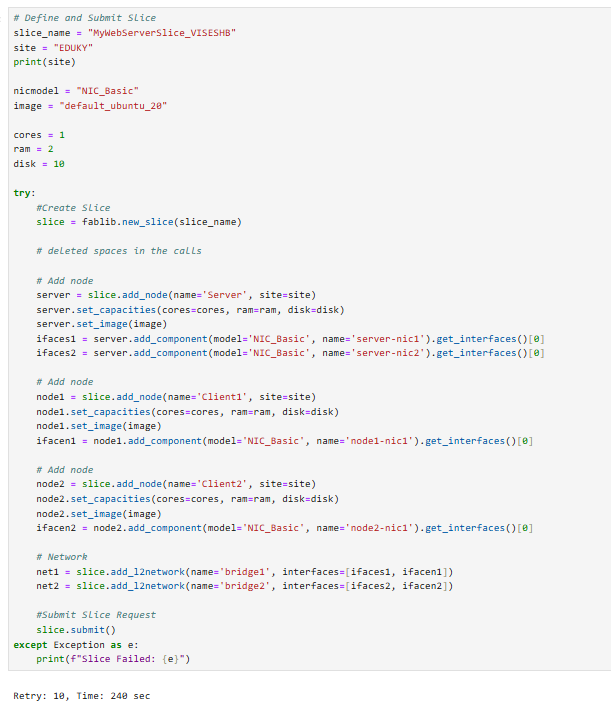 # Define and Submit Slice
slice_name = "MyWebServerSlice_VISESHB"
site = "EDUKY"
print(site)

nicmodel = "NIC_Basic"
image = "default_ubuntu_20"

cores = 1
ram = 2
disk = 10

try:
    #Create Slice
    slice = fablib.new_slice(slice_name)

    # deleted spaces in the calls

    # Add node
    server = slice.add_node(name='Server', site=site)
    server.set_capacities(cores=cores, ram=ram, disk=disk)
    server.set_image(image)
    ifaces1 = server.add_component(model='NIC_Basic', name='server-nic1').get_interfaces()[0]
    ifaces2 = server.add_component(model='NIC_Basic', name='server-nic2').get_interfaces()[0]

    # Add node
    node1 = slice.add_node(name='Client1', site=site)
    node1.set_capacities(cores=cores, ram=ram, disk=disk)
    node1.set_image(image)
    ifacen1 = node1.add_component(model='NIC_Basic', name='node1-nic1').get_interfaces()[0]

    # Add node
    node2 = slice.add_node(name='Client2', site=site)
    node2.set_capacities(cores=cores, ram=ram, disk=disk)
    node2.set_image(image)
    ifacen2 = node2.add_component(model='NIC_Basic', name='node2-nic1').get_interfaces()[0]

    # Network
    net1 = slice.add_l2network(name='bridge1', interfaces=[ifaces1, ifacen1])
    net2 = slice.add_l2network(name='bridge2', interfaces=[ifaces2, ifacen2])

    #Submit Slice Request
    slice.submit()
except Exception as e:
    print(f"Slice Failed: {e}")

Retry: 10, Time: 240 sec